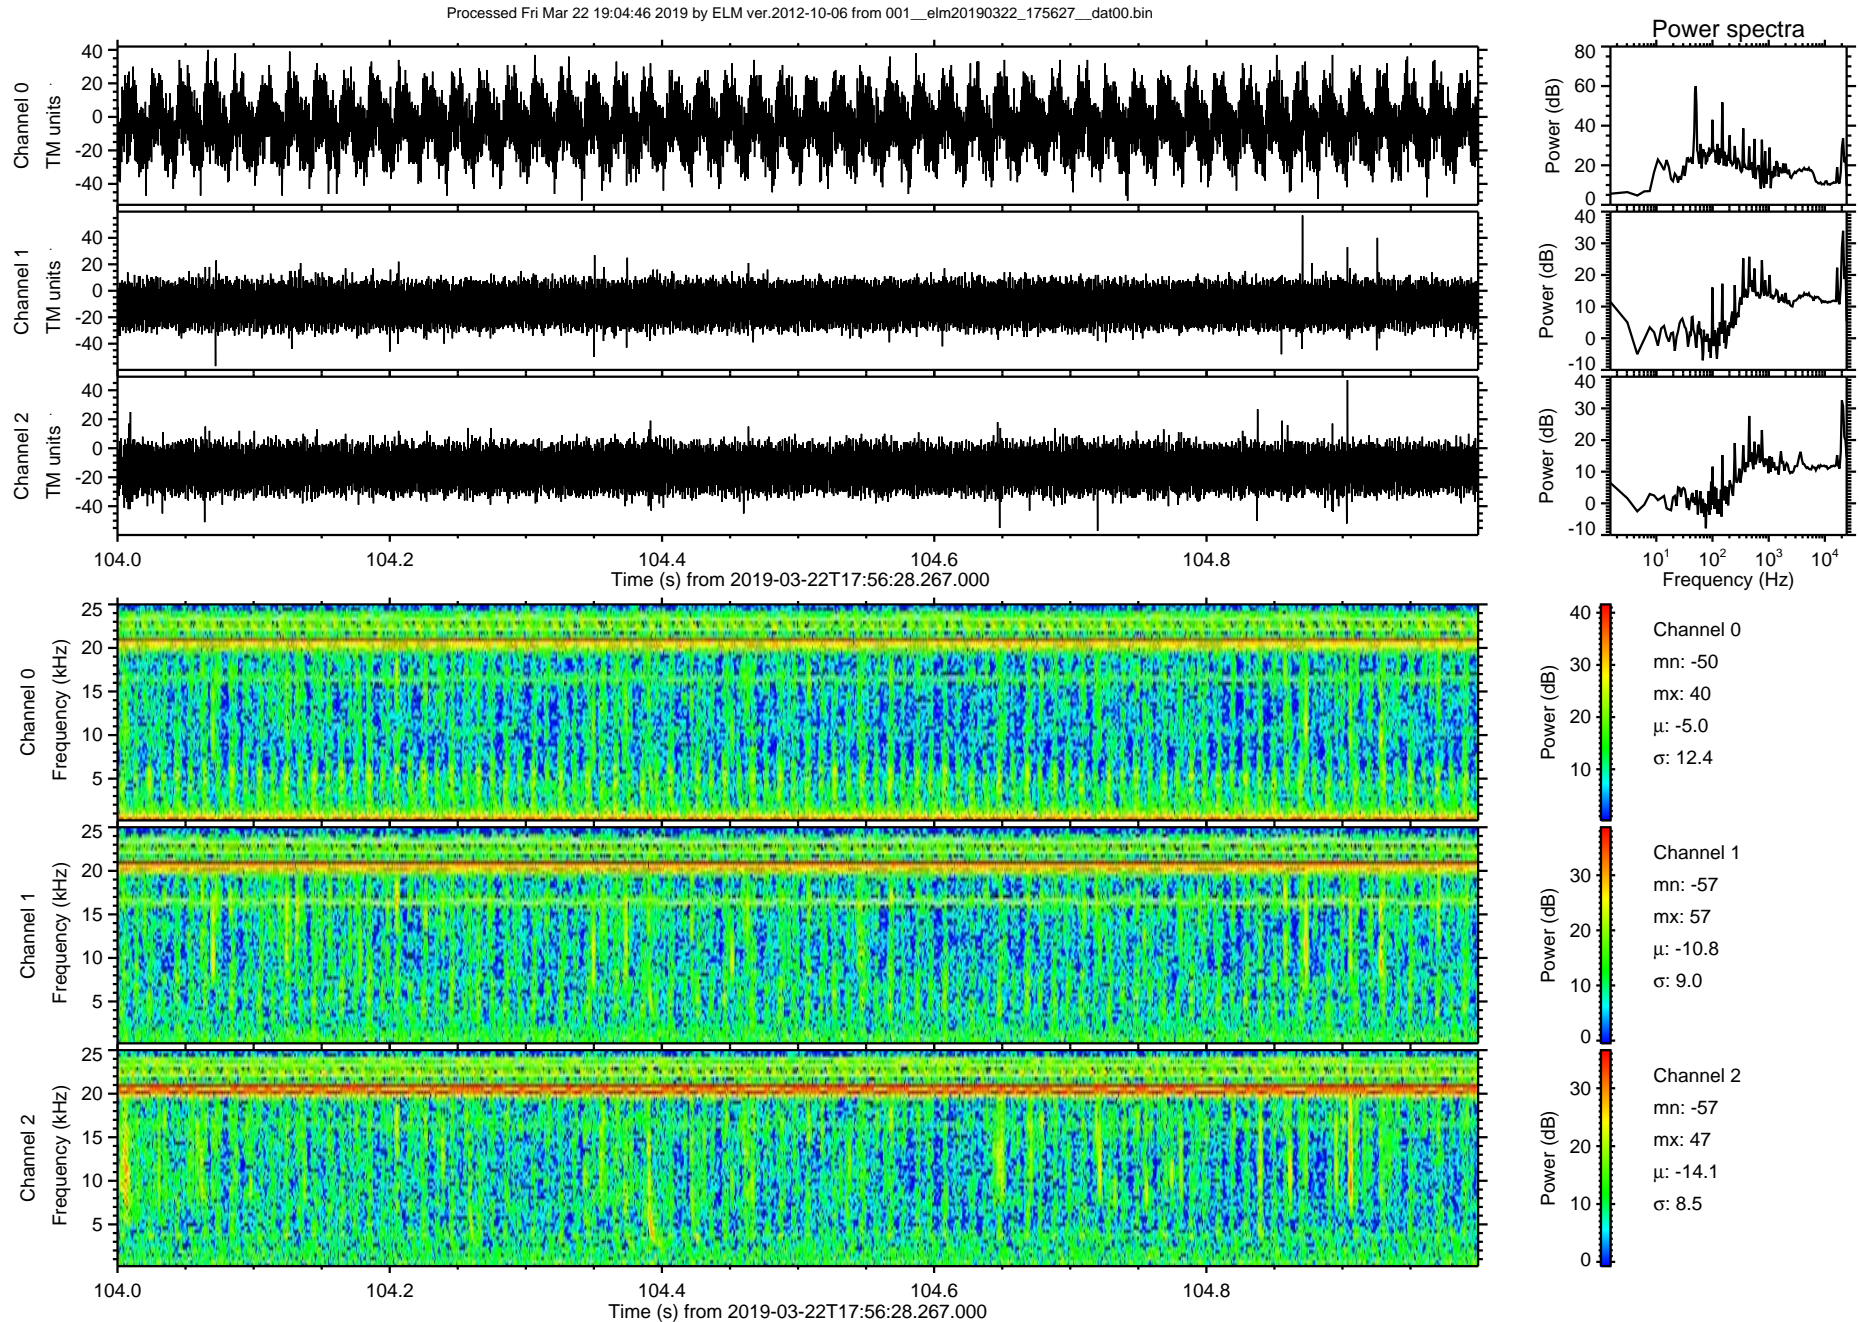 Processed Fri Mar 22 19:04:46 2019 by ELM ver.2012-10-06 from 001__elm20190322_175627__dat00.bin
Power spectra
Channel 0
TM units
40
20
0
-20
-40
Power (dB)
80
60
40
20
0
Channel 1
TM units
40
20
0
-20
-40
Power (dB)
40
30
20
10
0
-10
Channel 2
TM units
40
20
0
-20
-40
Power (dB)
40
30
20
10
0
-10
104.0 104.2 104.4 104.6 104.8
Time (s) from 2019-03-22T17:56:28.267.000
10¹ 10² 10³ 10⁴
Frequency (Hz)
Channel 0
Frequency (kHz)
25
20
15
10
5
Power (dB)
40
30
20
10
Channel 0
mn: -50
mx: 40
μ: -5.0
σ: 12.4
Channel 1
Frequency (kHz)
25
20
15
10
5
Power (dB)
30
20
10
0
Channel 1
mn: -57
mx: 57
μ: -10.8
σ: 9.0
Channel 2
Frequency (kHz)
25
20
15
10
5
Power (dB)
30
20
10
0
Channel 2
mn: -57
mx: 47
μ: -14.1
σ: 8.5
104.0 104.2 104.4 104.6 104.8
Time (s) from 2019-03-22T17:56:28.267.000